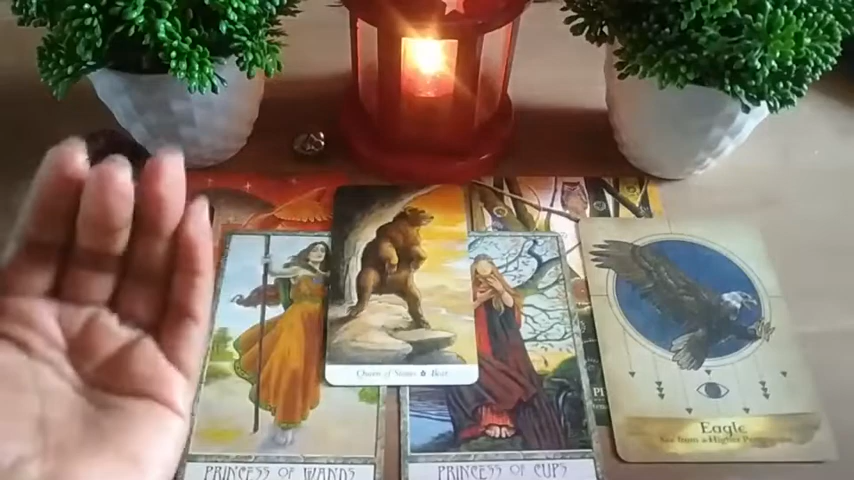 Queen of Stones Bear
Eagle
See from a Higher Perspective
PRINCESS OF WANDS
PRINCESS OF CUPS